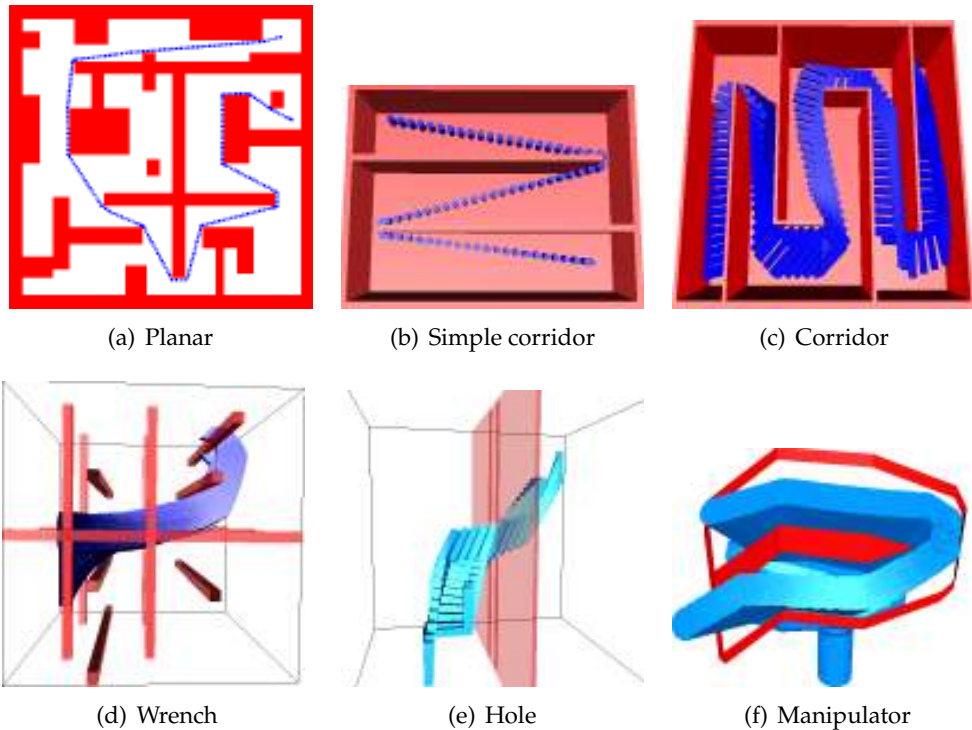 (a) Planar
(b) Simple corridor
(c) Corridor
(d) Wrench
(e) Hole
(f) Manipulator